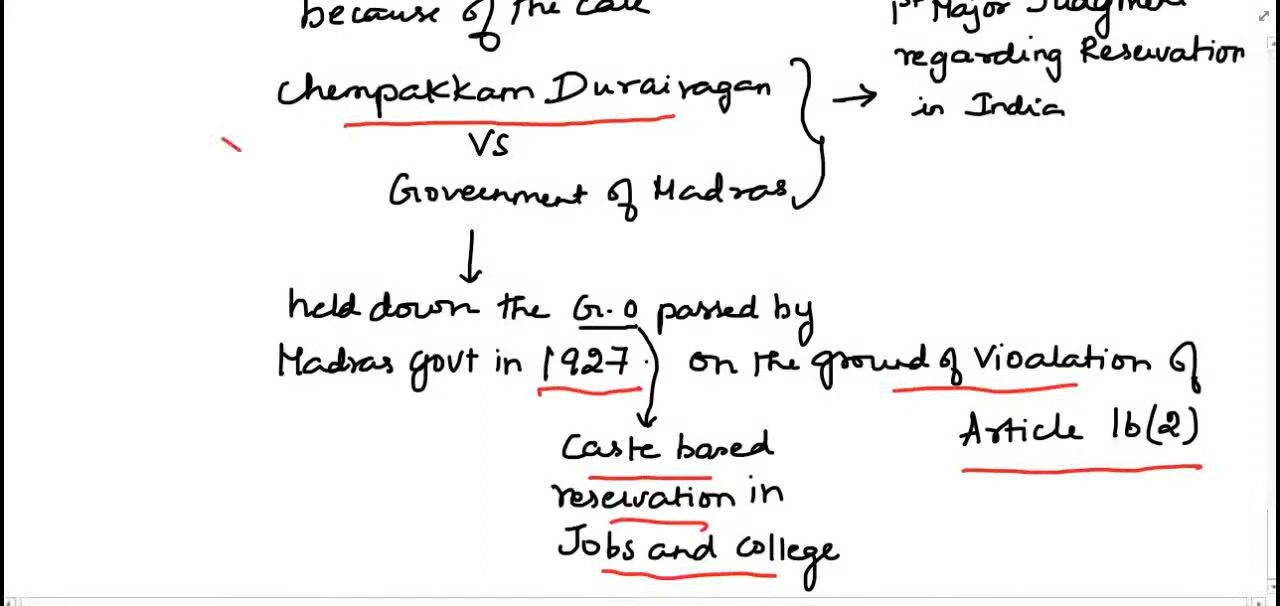 because of the case
1st Major Judgment
regarding Reservation
in India
Chempakkam Durairagan
VS
Government of Madras
held down the G.O passed by
Madras govt in 1927. on the ground of Vioalation of
Article 16(2)
Caste based
reservation in
Jobs and college